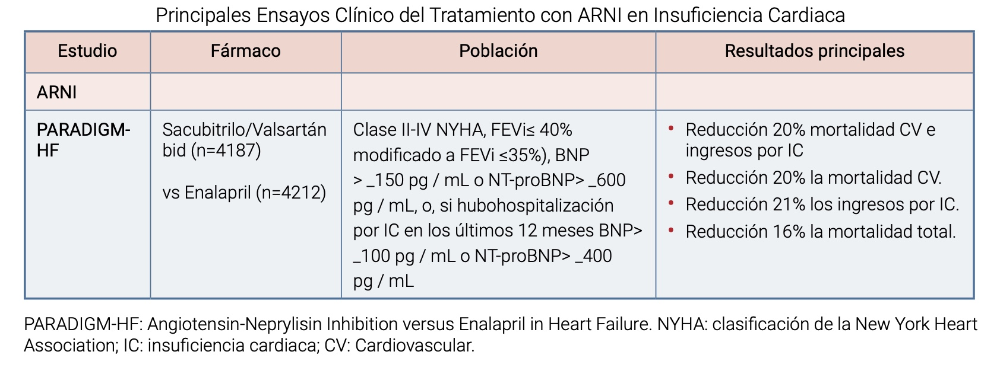 Principales Ensayos Clínico del Tratamiento con ARNI en Insuficiencia Cardiaca
Estudio
Fármaco
Población
Resultados principales
ARNI
PARADIGM-
HF
Sacubitrilo/Valsartán
bid (n=4187)
vs Enalapril (n=4212)
Clase II-IV NYHA, FEVi≤ 40%
modificado a FEVi ≤35%), BNP
> _150 pg / mL o NT-proBNP> _600
pg / mL, o, si hubohospitalización
por IC en los últimos 12 meses BNP>
_100 pg / mL o NT-proBNP> _400
pg / mL
• Reducción 20% mortalidad CV e
ingresos por IC
• Reducción 20% la mortalidad CV.
• Reducción 21% los ingresos por IC.
• Reducción 16% la mortalidad total.
PARADIGM-HF: Angiotensin-Neprylisin Inhibition versus Enalapril in Heart Failure. NYHA: clasificación de la New York Heart
Association; IC: insuficiencia cardiaca; CV: Cardiovascular.